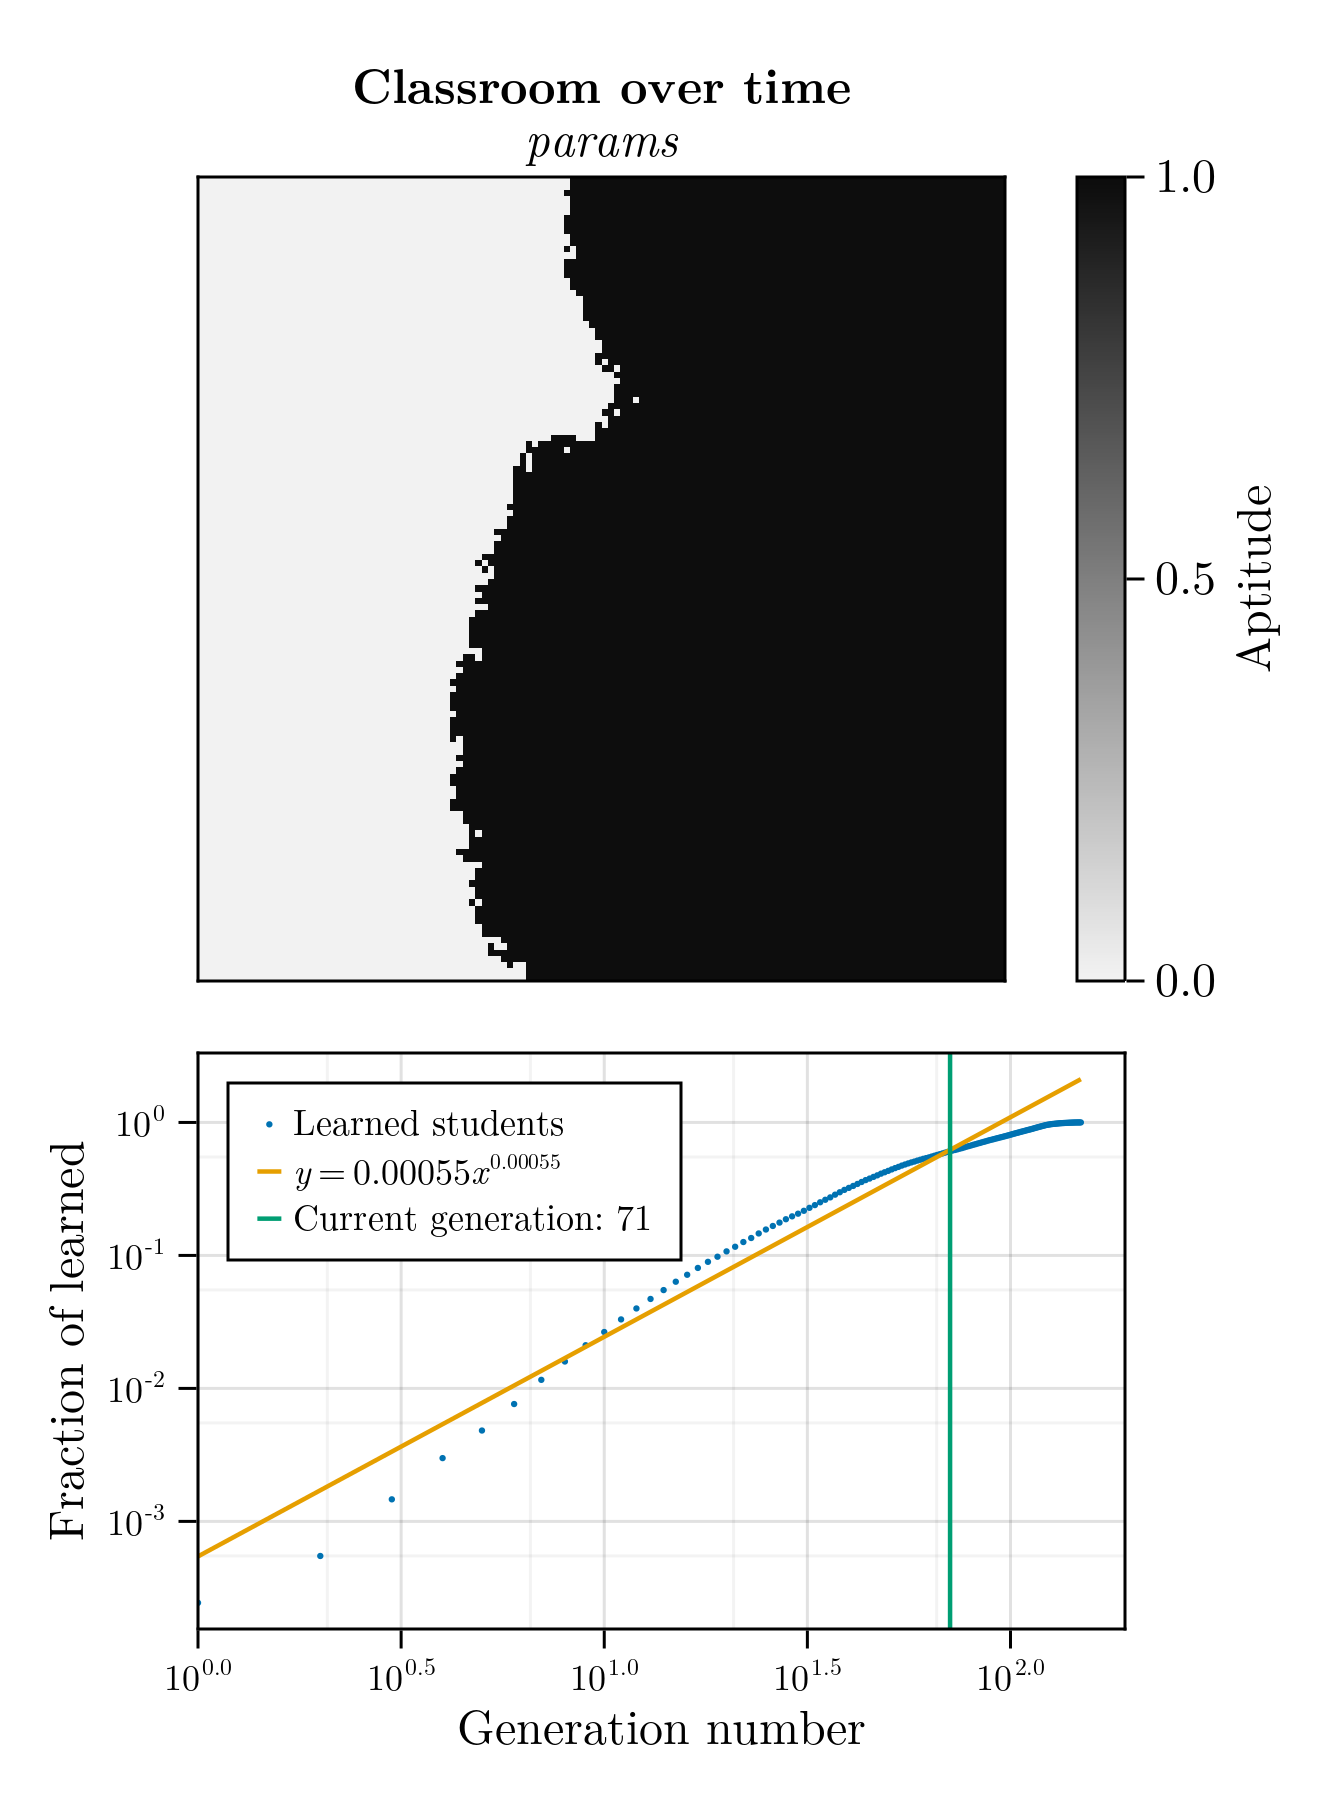 Classroom over time
params
1.0
0.5
0.0
Aptitude
Learned students
y = 0.00055x^0.00055
Current generation: 71
10^0
10^-1
10^-2
10^-3
Fraction of learned
10^0.0 10^0.5 10^1.0 10^1.5 10^2.0
Generation number